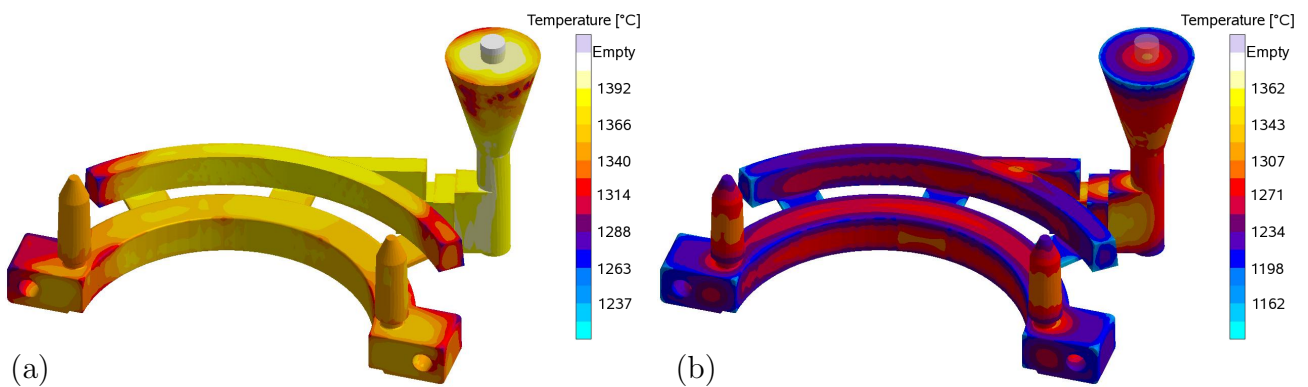 Temperature [°C]
Empty
1392
1366
1340
1314
1288
1263
1237
(a)
Temperature [°C]
Empty
1362
1343
1307
1271
1234
1198
1162
(b)